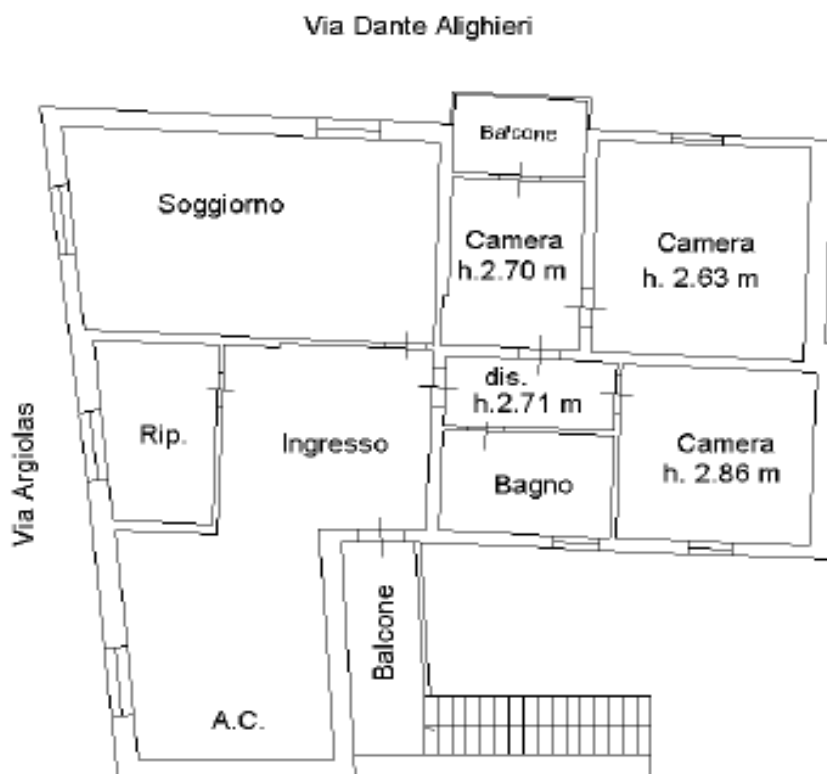 Via Dante Alighieri
Balcone
Soggiorno
Camera
h.2.70 m
Camera
h. 2.63 m
dis.
h.2.71 m
Rip.
Ingresso
Camera
h. 2.86 m
Bagno
Via Argiolas
Balcone
A.C.